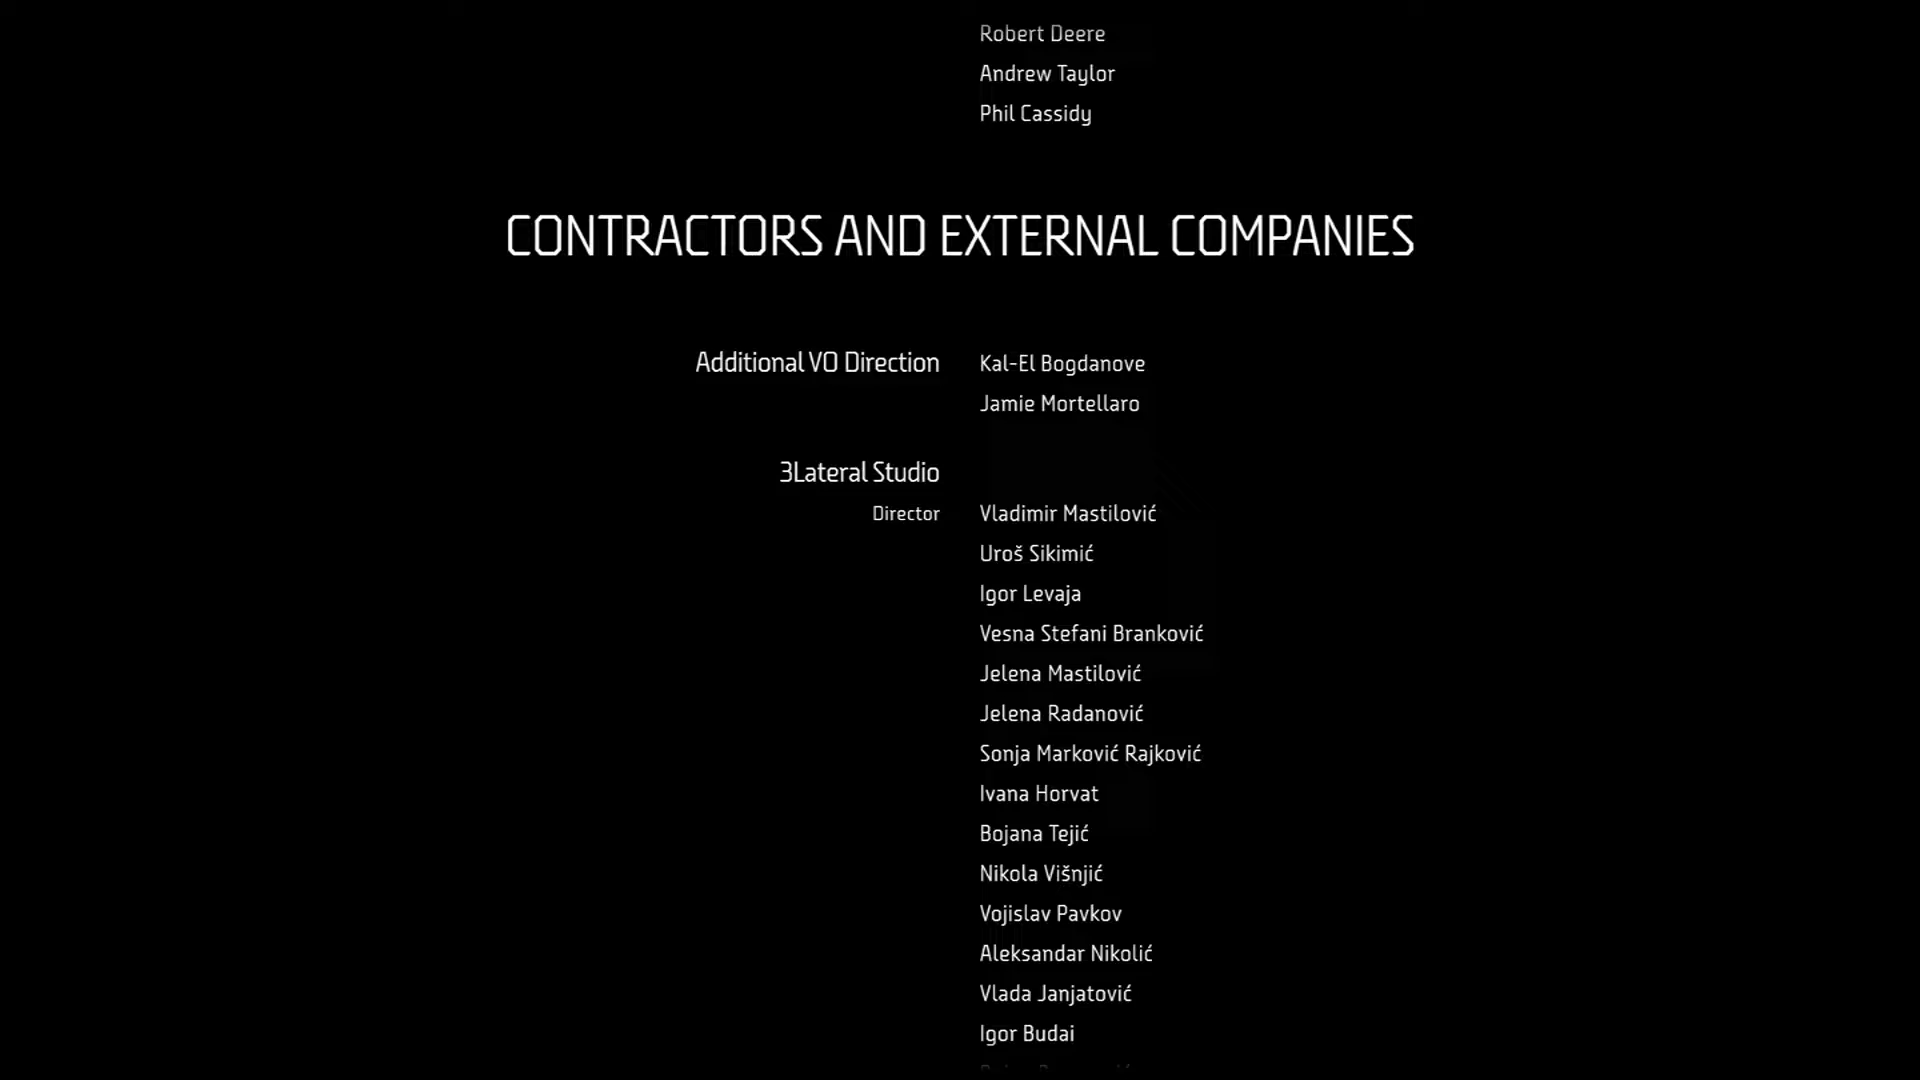 Robert Deere
Andrew Taylor
Phil Cassidy
CONTRACTORS AND EXTERNAL COMPANIES
Additional VO Direction Kal-El Bogdanove
Jamie Mortellaro
3Lateral Studio
Director Vladimir Mastilović
Uroš Sikimić
Igor Levaja
Vesna Stefani Branković
Jelena Mastilović
Jelena Radanović
Sonja Marković Rajković
Ivana Horvat
Bojana Tejić
Nikola Višnjić
Vojislav Pavkov
Aleksandar Nikolić
Vlada Janjatović
Igor Budai